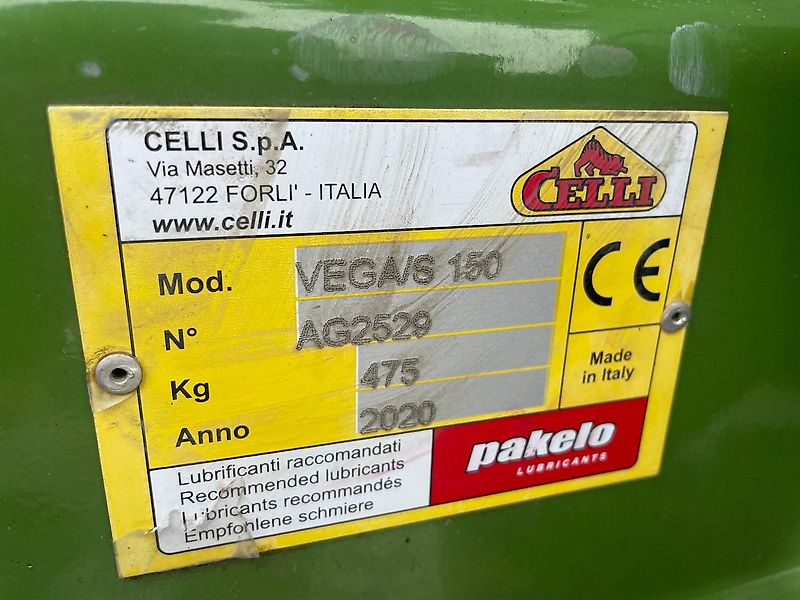 CELLI S.p.A.
Via Masetti, 32
47122 FORLI' - ITALIA
www.celli.it
CELLI
Mod. VEGA/S 150
N° AG2529
Kg 475
Anno 2020
CE
Made
in Italy
Lubrificanti raccomandati
Recommended lubricants
Lubricants recommandés
Empfohlene schmiere
pakelo
LUBRICANTS